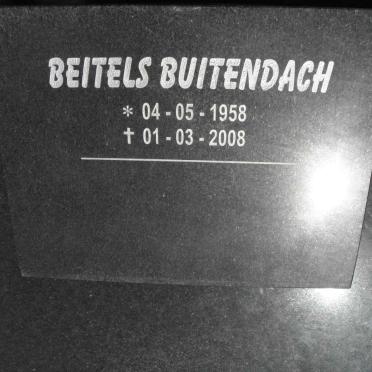 BEITELS BUITENDACH
* 04 - 05 - 1958
✝ 01 - 03 - 2008